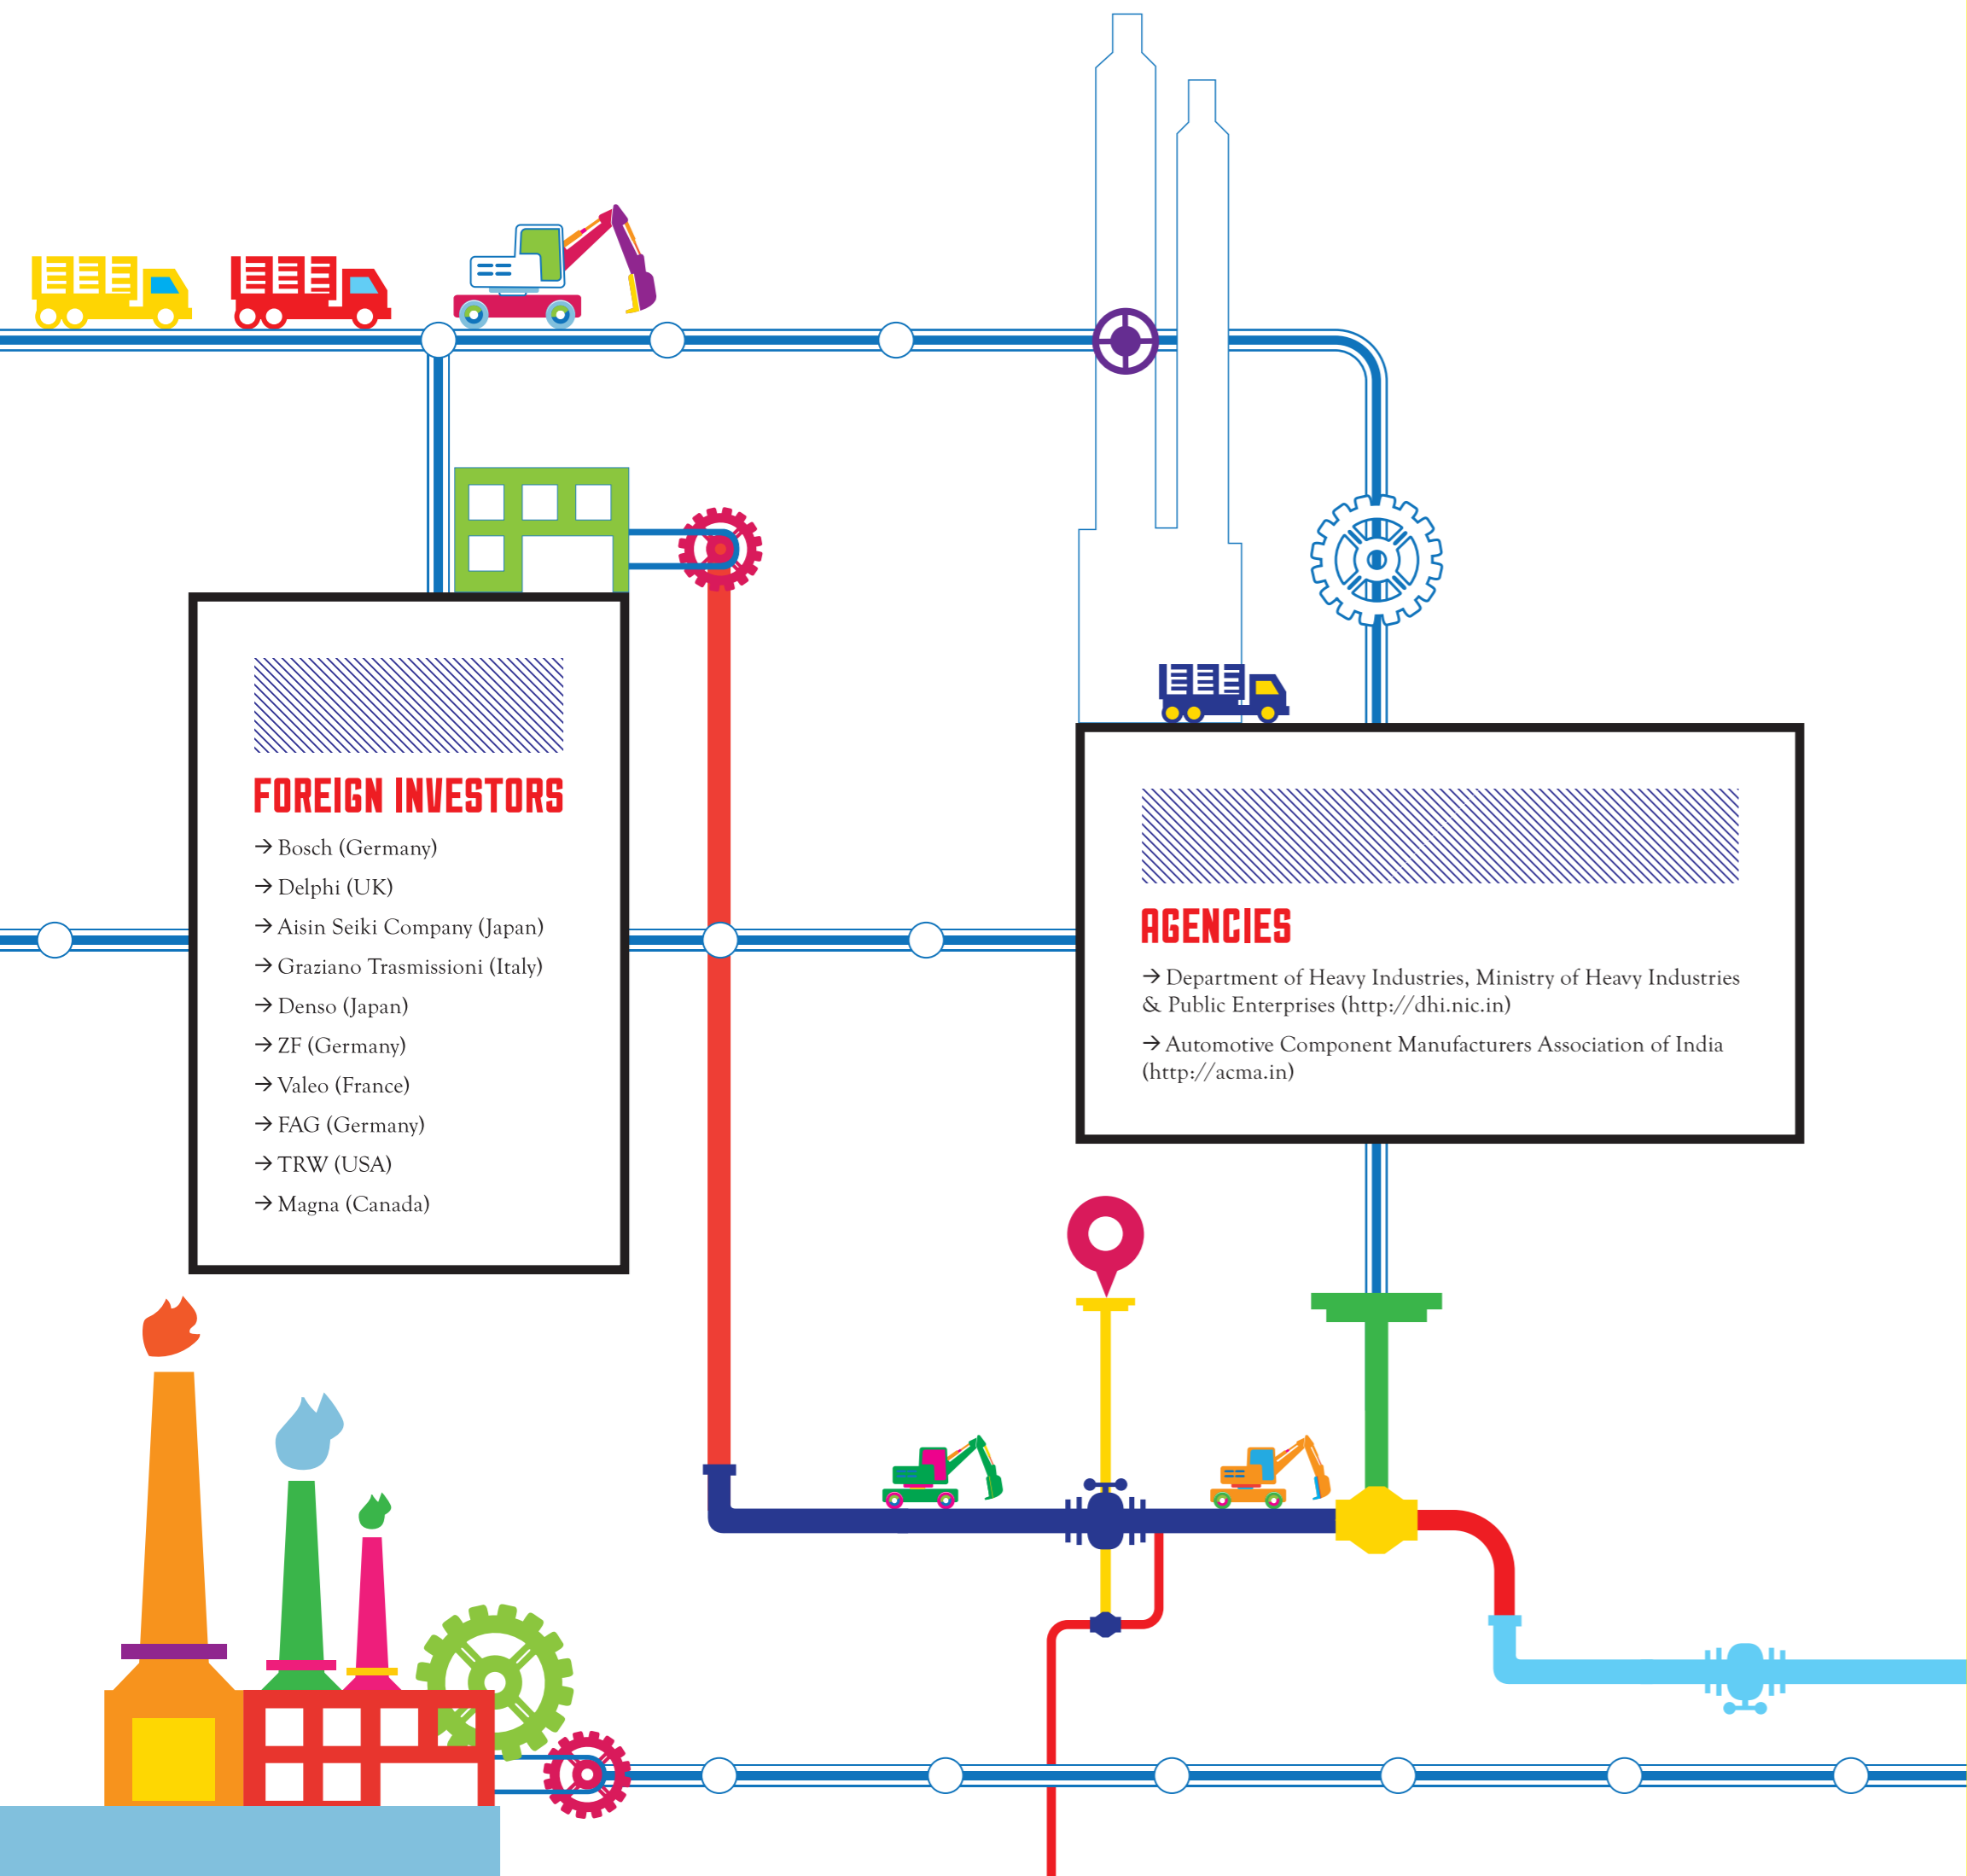 FOREIGN INVESTORS
→ Bosch (Germany)
→ Delphi (UK)
→ Aisin Seiki Company (Japan)
→ Graziano Trasmissioni (Italy)
→ Denso (Japan)
→ ZF (Germany)
→ Valeo (France)
→ FAG (Germany)
→ TRW (USA)
→ Magna (Canada)
AGENCIES
→ Department of Heavy Industries, Ministry of Heavy Industries
& Public Enterprises (http://dhi.nic.in)
→ Automotive Component Manufacturers Association of India
(http://acma.in)